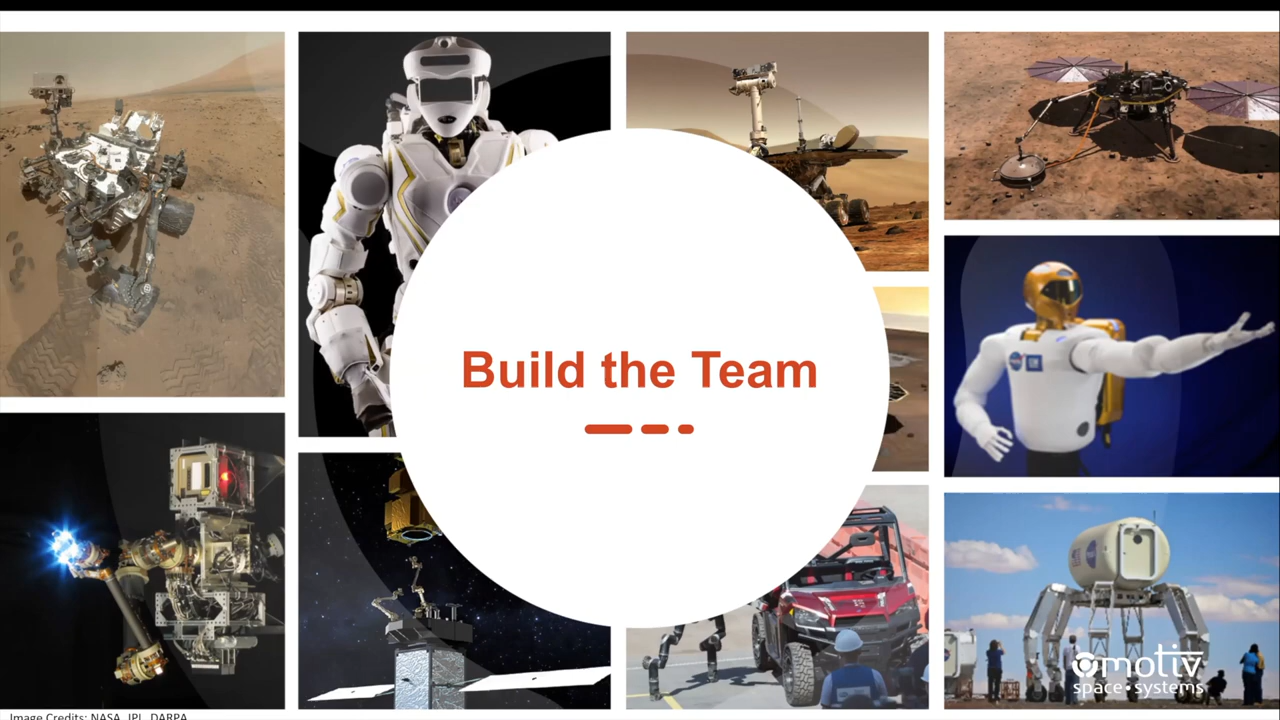 Build the Team
motiv
space•systems
Image Credits: NASA, JPL, DARPA